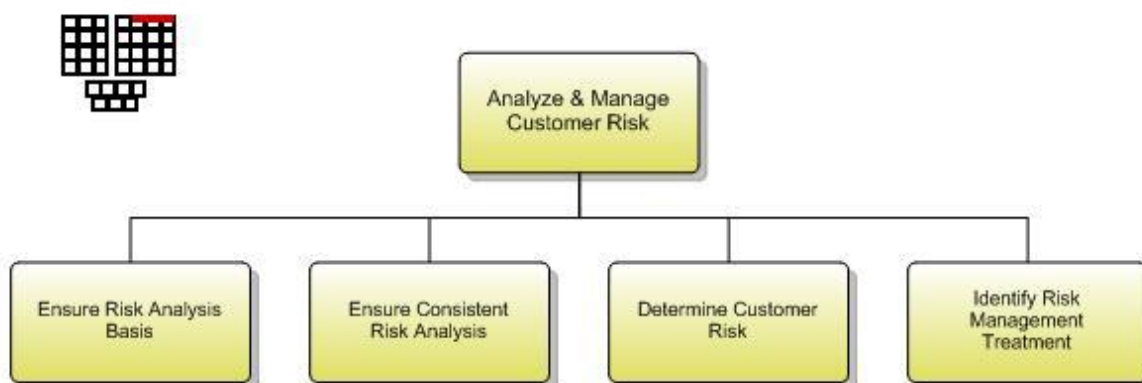 Analyze & Manage
Customer Risk
Ensure Risk Analysis
Basis
Ensure Consistent
Risk Analysis
Determine Customer
Risk
Identify Risk
Management
Treatment